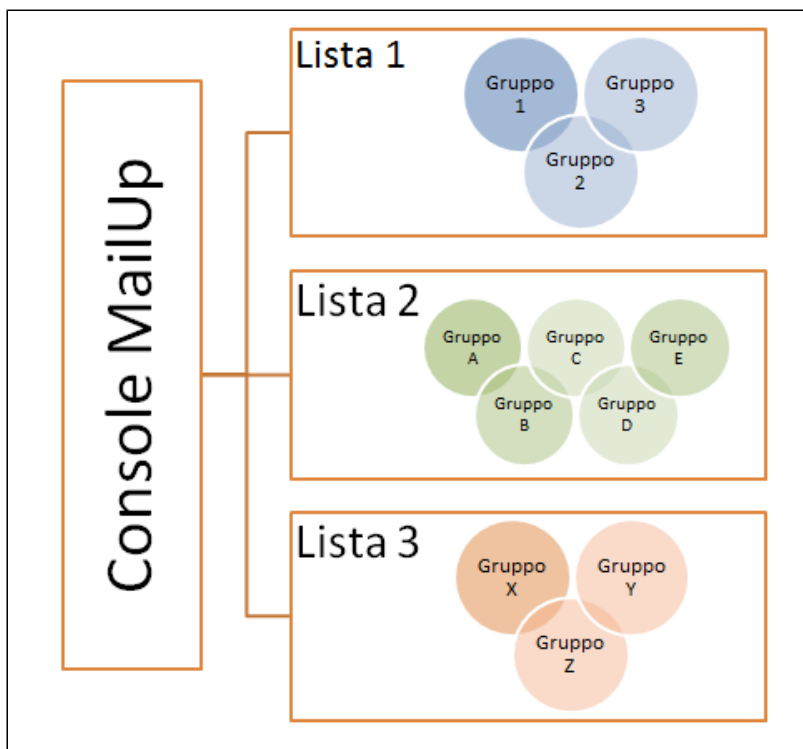 Console MailUp
Lista 1
Gruppo
1
Gruppo
3
Gruppo
2
Lista 2
Gruppo
A
Gruppo
C
Gruppo
E
Gruppo
B
Gruppo
D
Lista 3
Gruppo
X
Gruppo
Y
Gruppo
Z